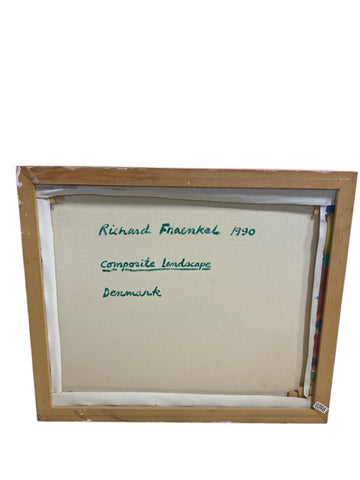 Richard Fraenkel 1990
Composite landscape
Denmark